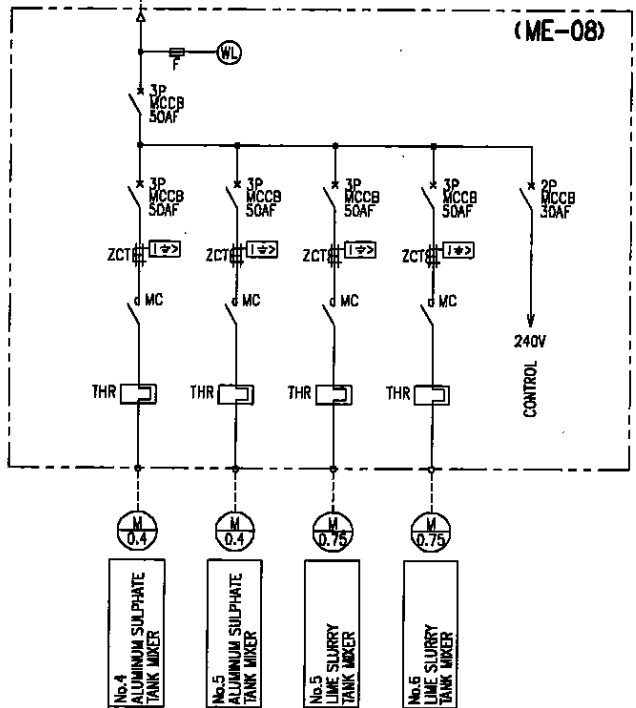 (ME-08)
WL
F
3P
MCCB
50AF
3P
MCCB
50AF
3P
MCCB
50AF
3P
MCCB
50AF
3P
MCCB
50AF
2P
MCCB
30AF
ZCT
ZCT
ZCT
ZCT
MC
MC
MC
MC
240V
CONTROL
THR
THR
THR
THR
M
0.4
M
0.4
M
0.75
M
0.75
No.4
ALUMINUM SULPHATE
TANK MIXER
No.5
ALUMINUM SULPHATE
TANK MIXER
No.5
LIME SLURRY
TANK MIXER
No.6
LIME SLURRY
TANK MIXER